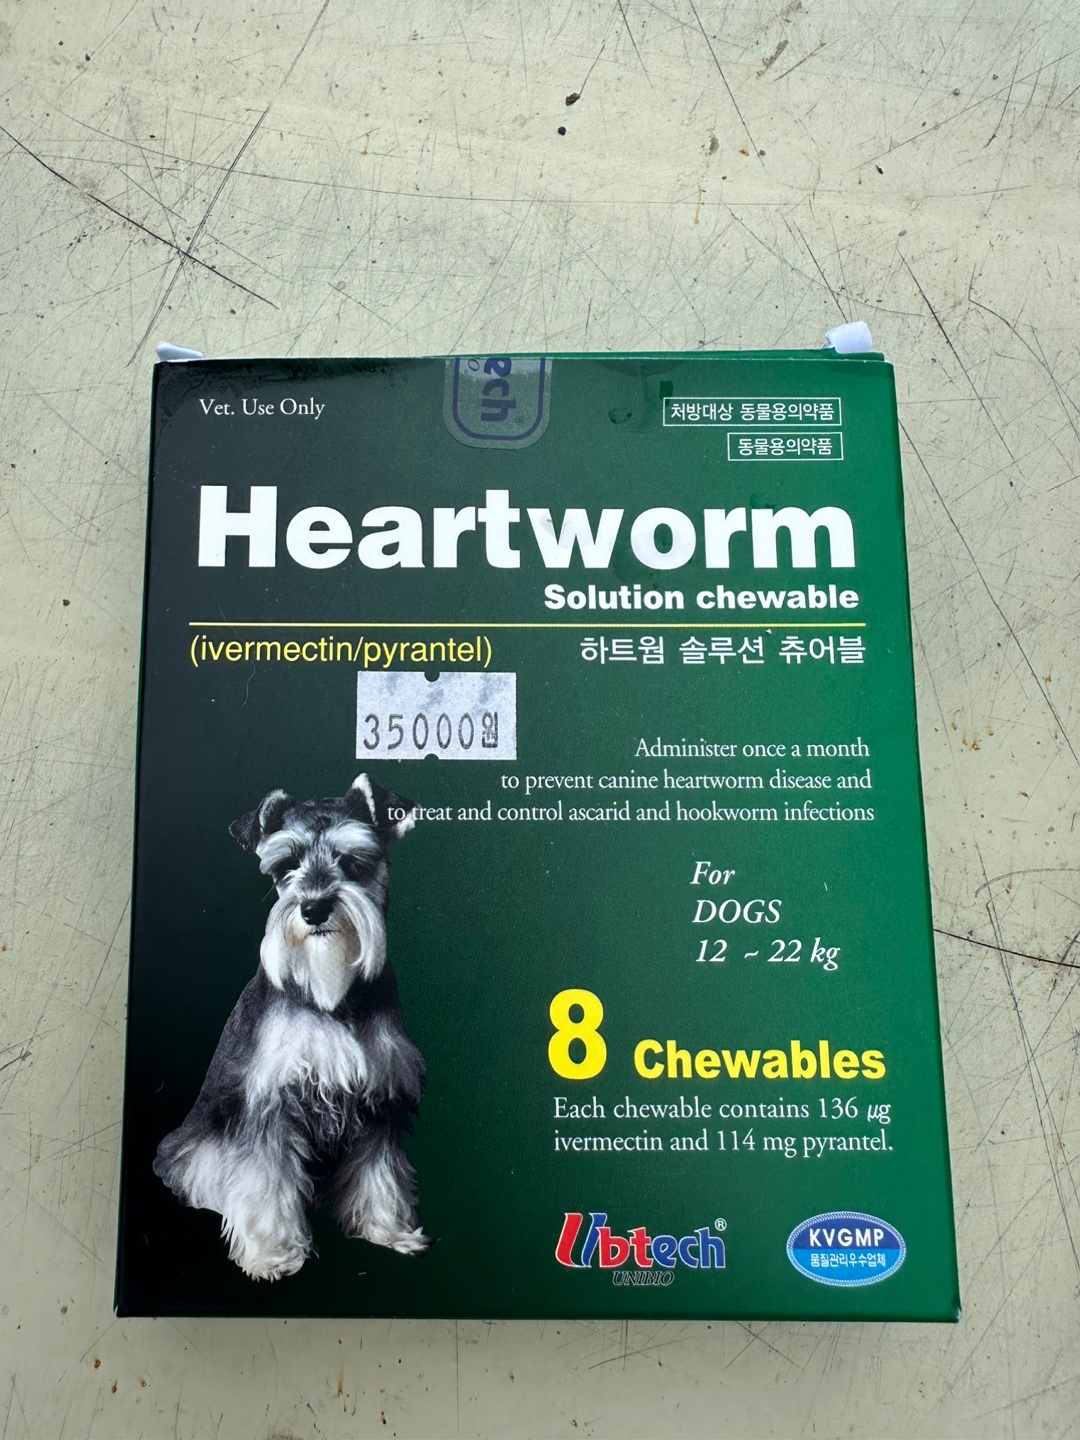 ech®
Vet. Use Only
처방대상 동물용의약품
동물용의약품
Heartworm
Solution chewable
(ivermectin/pyrantel)
하트웜 솔루션 츄어블
35000원
Administer once a month
to prevent canine heartworm disease and
to treat and control ascarid and hookworm infections
For
DOGS
12 ~ 22 kg
8 Chewables
Each chewable contains 136 µg
ivermectin and 114 mg pyrantel.
Ubtech®
UNIBIO
KVGMP
품질관리우수업체